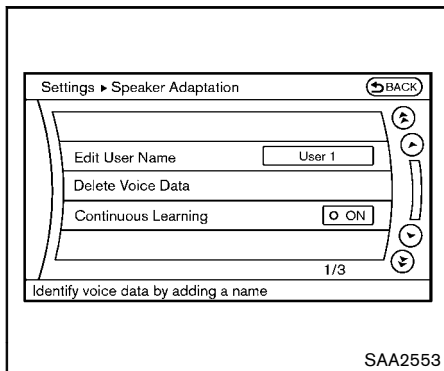 Settings ▸ Speaker Adaptation BACK
Edit User Name User 1
Delete Voice Data
Continuous Learning ON
1/3
Identify voice data by adding a name
SAA2553